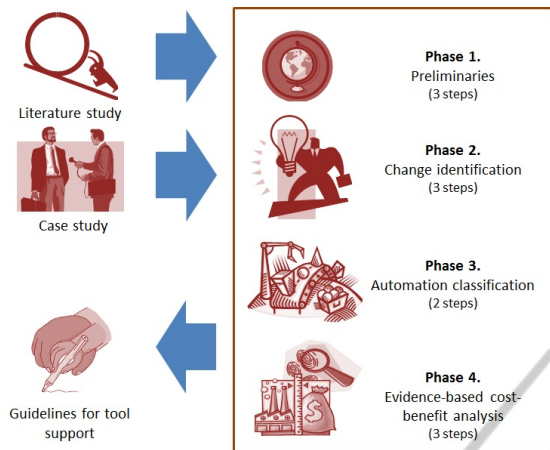 Literature study
Case study
Guidelines for tool
support
Phase 1.
Preliminaries
(3 steps)
Phase 2.
Change identification
(3 steps)
Phase 3.
Automation classification
(2 steps)
Phase 4.
Evidence-based cost-
benefit analysis
(3 steps)
$